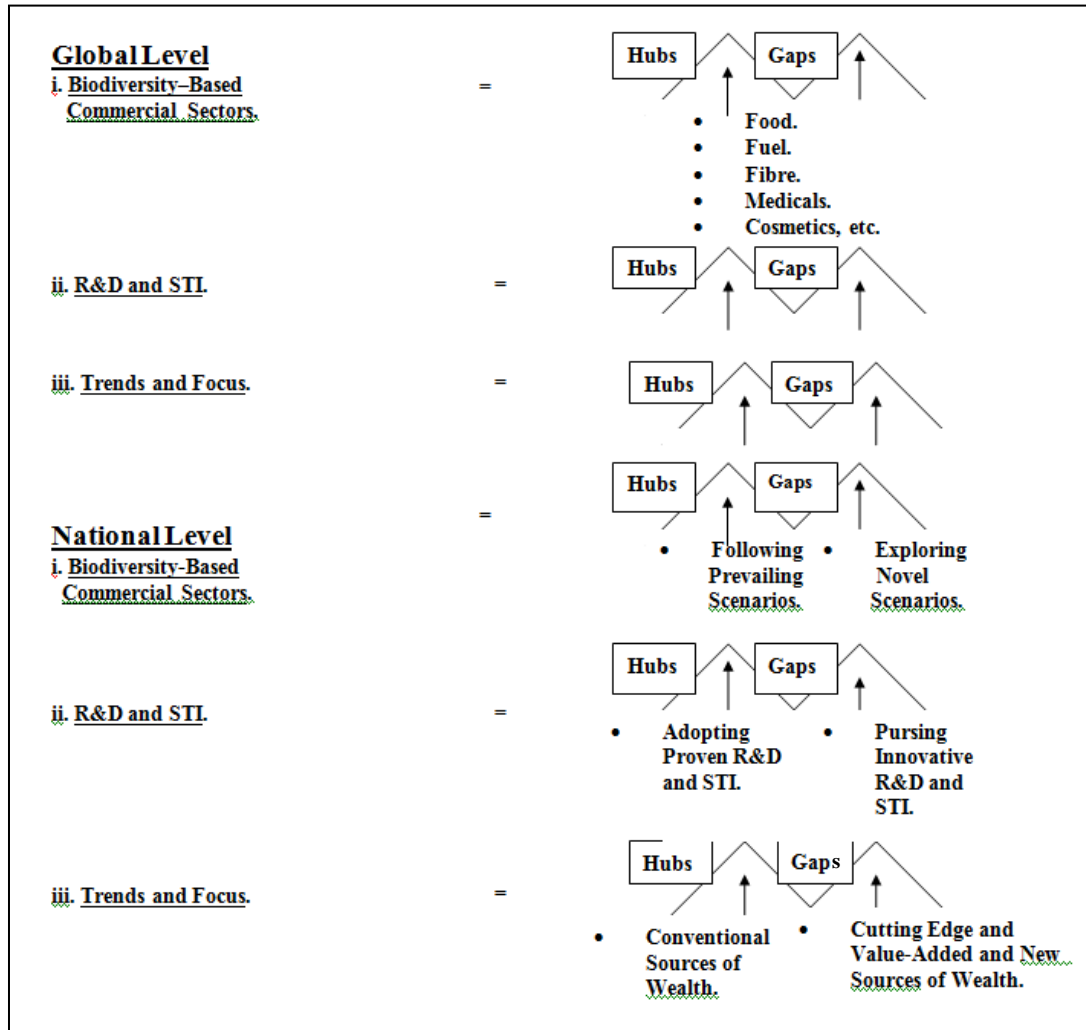 Global Level
i. Biodiversity–Based
Commercial Sectors.
=
Hubs
Gaps
• Food.
• Fuel.
• Fibre.
• Medicals.
• Cosmetics, etc.
ii. R&D and STI.
=
Hubs
Gaps
iii. Trends and Focus.
=
Hubs
Gaps
National Level
i. Biodiversity-Based
Commercial Sectors.
=
Hubs
Gaps
• Following
Prevailing
Scenarios.
• Exploring
Novel
Scenarios.
ii. R&D and STI.
=
Hubs
Gaps
• Adopting
Proven R&D
and STI.
• Pursing
Innovative
R&D and
STI.
iii. Trends and Focus.
=
Hubs
Gaps
• Conventional
Sources of
Wealth.
• Cutting Edge and
Value-Added and New
Sources of Wealth.